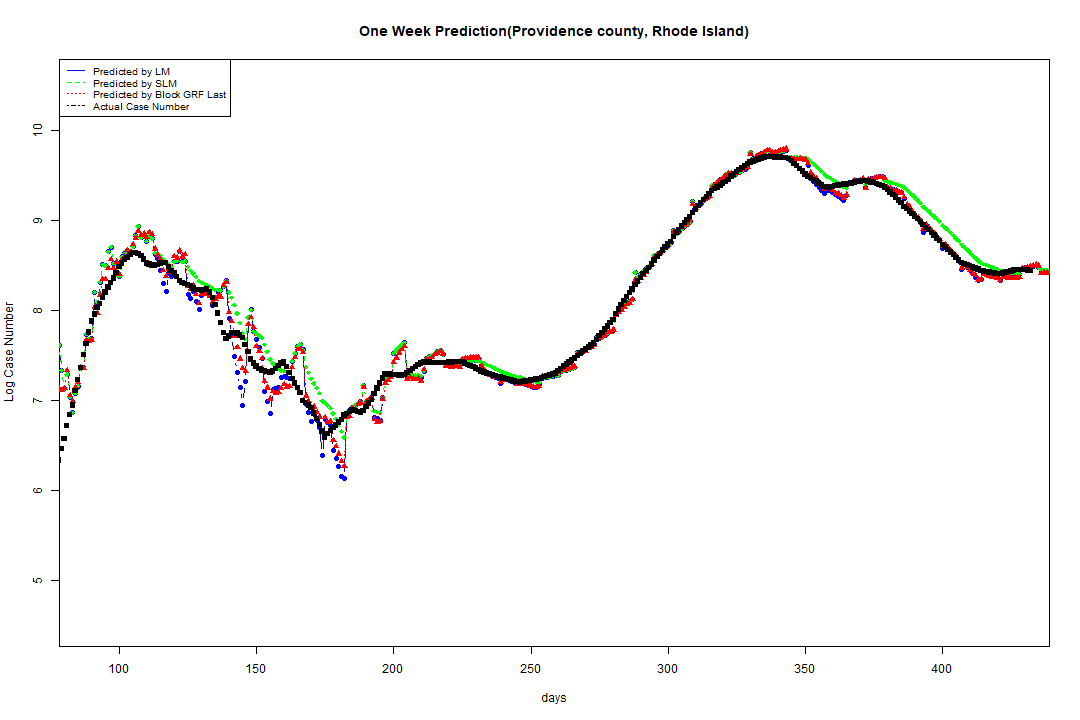 One Week Prediction(Providence county, Rhode Island)
Predicted by LM
Predicted by SLM
Predicted by Block GRF Last
Actual Case Number
Log Case Number
10
9
8
7
6
5
100 150 200 250 300 350 400
days